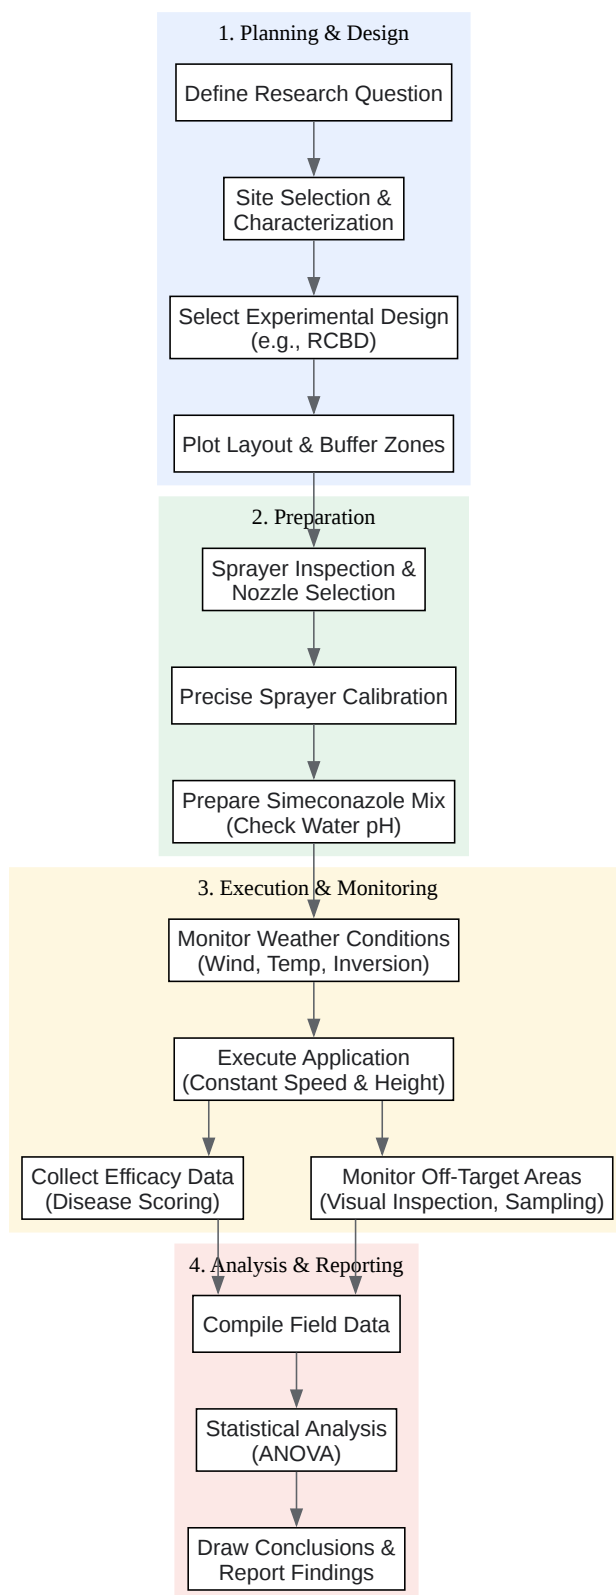 1. Planning & Design
Define Research Question
Site Selection &
Characterization
Select Experimental Design
(e.g., RCBD)
Plot Layout & Buffer Zones
2. Preparation
Sprayer Inspection &
Nozzle Selection
Precise Sprayer Calibration
Prepare Simeconazole Mix
(Check Water pH)
3. Execution & Monitoring
Monitor Weather Conditions
(Wind, Temp, Inversion)
Execute Application
(Constant Speed & Height)
Collect Efficacy Data
(Disease Scoring)
Monitor Off-Target Areas
(Visual Inspection, Sampling)
4. Analysis & Reporting
Compile Field Data
Statistical Analysis
(ANOVA)
Draw Conclusions &
Report Findings